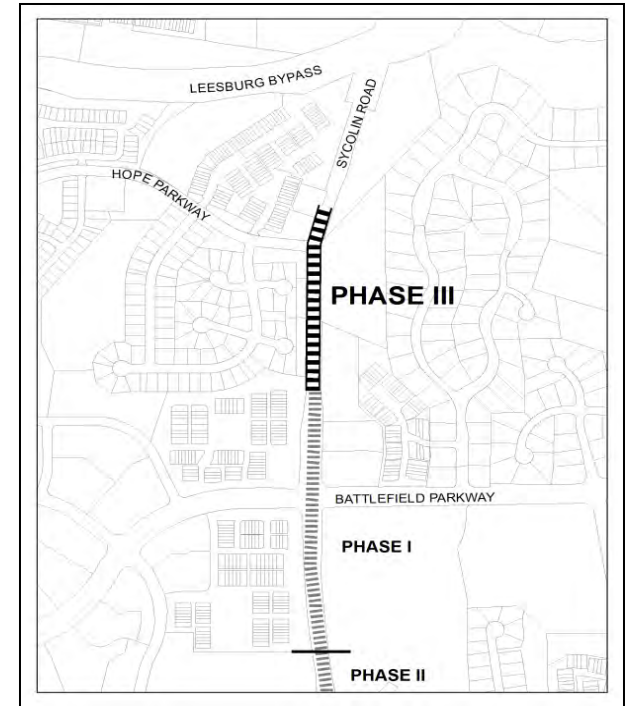 LEESBURG BYPASS
SYCOLIN ROAD
HOPE PARKWAY
PHASE III
BATTLEFIELD PARKWAY
PHASE I
PHASE II